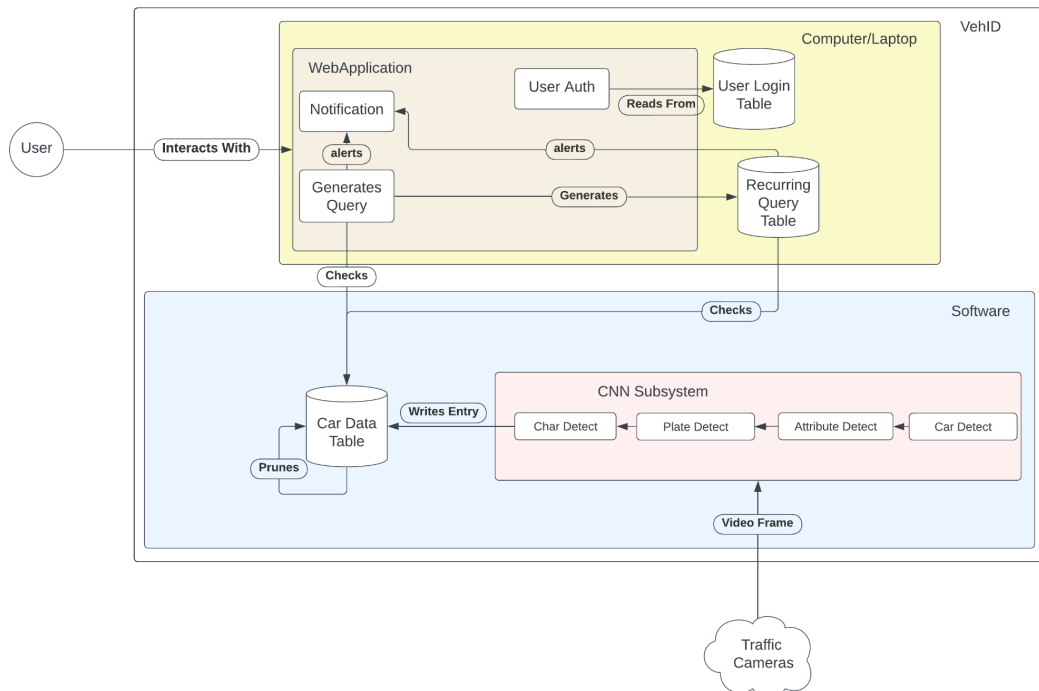 VehID
Computer/Laptop
WebApplication
User Auth
Reads From
User Login
Table
Notification
User
Interacts With
alerts
alerts
Generates
Query
Generates
Recurring
Query
Table
Checks
Checks
Software
CNN Subsystem
Car Data
Table
Writes Entry
Char Detect
Plate Detect
Attribute Detect
Car Detect
Prunes
Video Frame
Traffic
Cameras